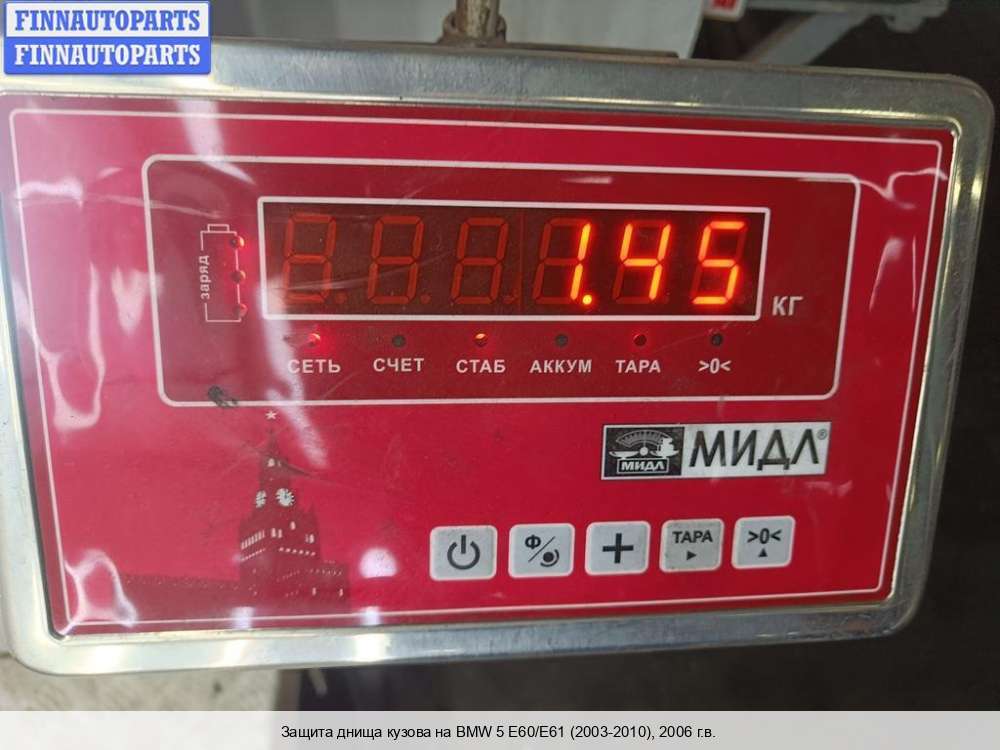 FINNAUTOPARTS
FINNAUTOPARTS
заряд
1.45
КГ
СЕТЬ СЧЕТ СТАБ АККУМ ТАРА >0<
МИДЛ МИДЛ®
Ф ТАРА >0<
Защита днища кузова на BMW 5 E60/E61 (2003-2010), 2006 г.в.